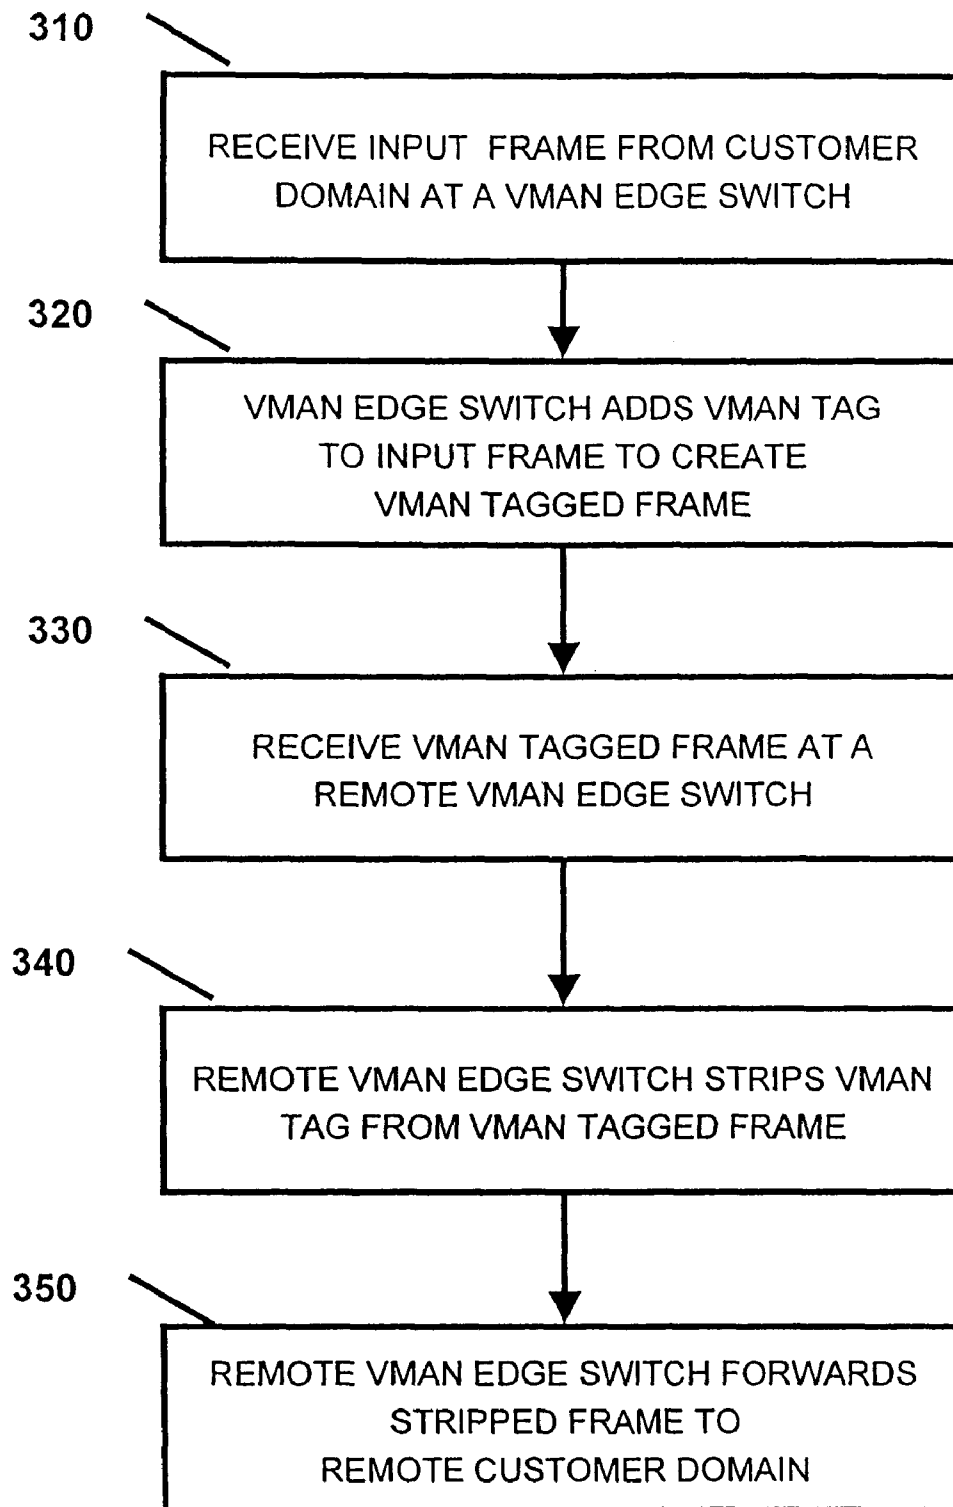 310
RECEIVE INPUT FRAME FROM CUSTOMER
DOMAIN AT A VMAN EDGE SWITCH
320
VMAN EDGE SWITCH ADDS VMAN TAG
TO INPUT FRAME TO CREATE
VMAN TAGGED FRAME
330
RECEIVE VMAN TAGGED FRAME AT A
REMOTE VMAN EDGE SWITCH
340
REMOTE VMAN EDGE SWITCH STRIPS VMAN
TAG FROM VMAN TAGGED FRAME
350
REMOTE VMAN EDGE SWITCH FORWARDS
STRIPPED FRAME TO
REMOTE CUSTOMER DOMAIN